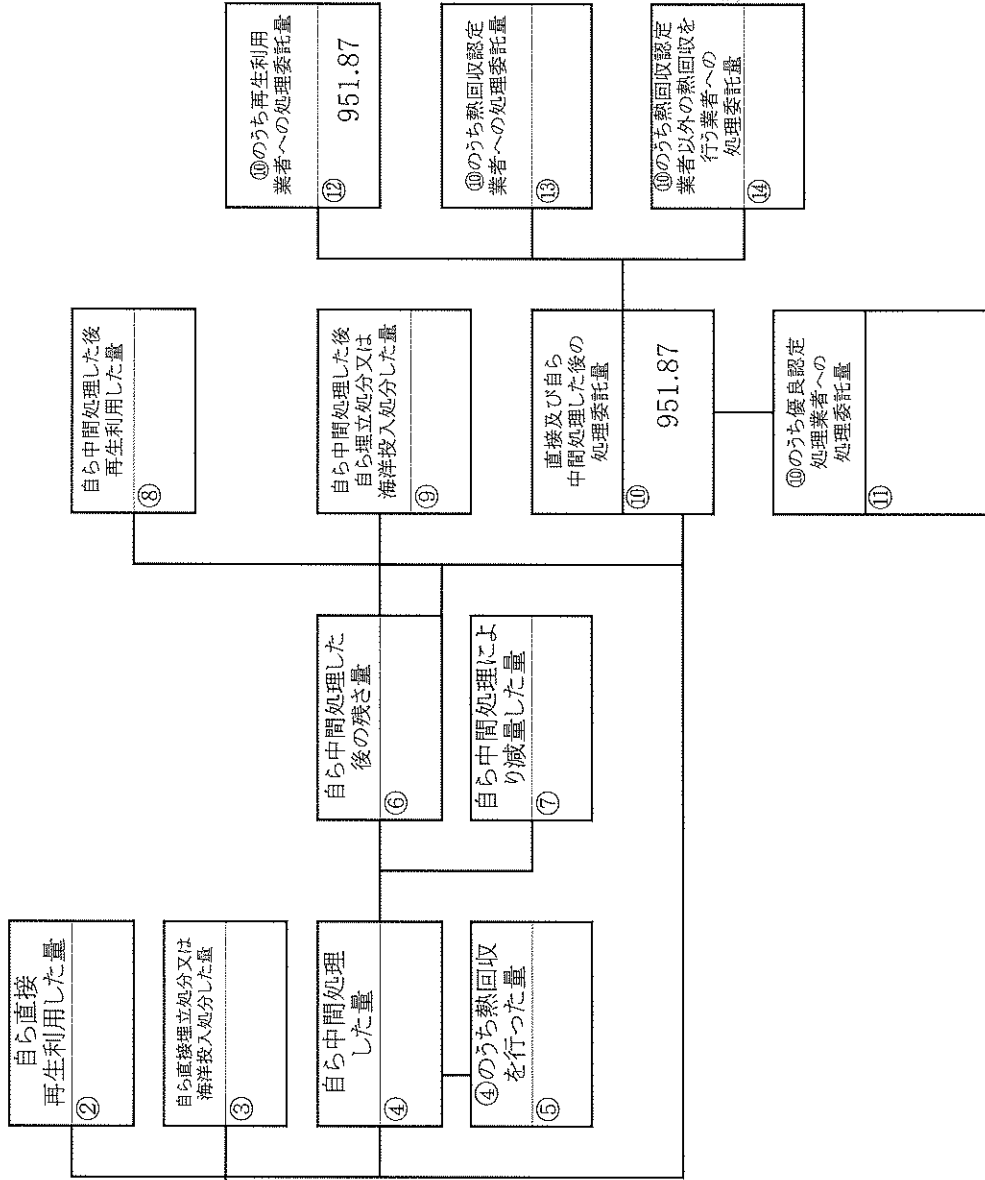 自ら直接
再生利用した量
②
自ら直接埋立処分又は
海洋投入処分した量
③
自ら中間処理
した量
④
④のうち熱回収
を行った量
⑤
自ら中間処理した
後の残さ量
⑥
自ら中間処理によ
り減量した量
⑦
自ら中間処理した後
再生利用した量
⑧
自ら中間処理した後
自ら埋立処分又は
海洋投入処分した量
⑨
直接及び自ら
中間処理した後の
処理委託量
⑩
951.87
⑩のうち優良認定
処理業者への
処理委託量
⑪
⑩のうち再生利用
業者への処理委託量
⑫
951.87
⑩のうち熱回収認定
業者への処理委託量
⑬
⑩のうち熱回収認定
業者以外の熱回収を
行う業者への
処理委託量
⑭